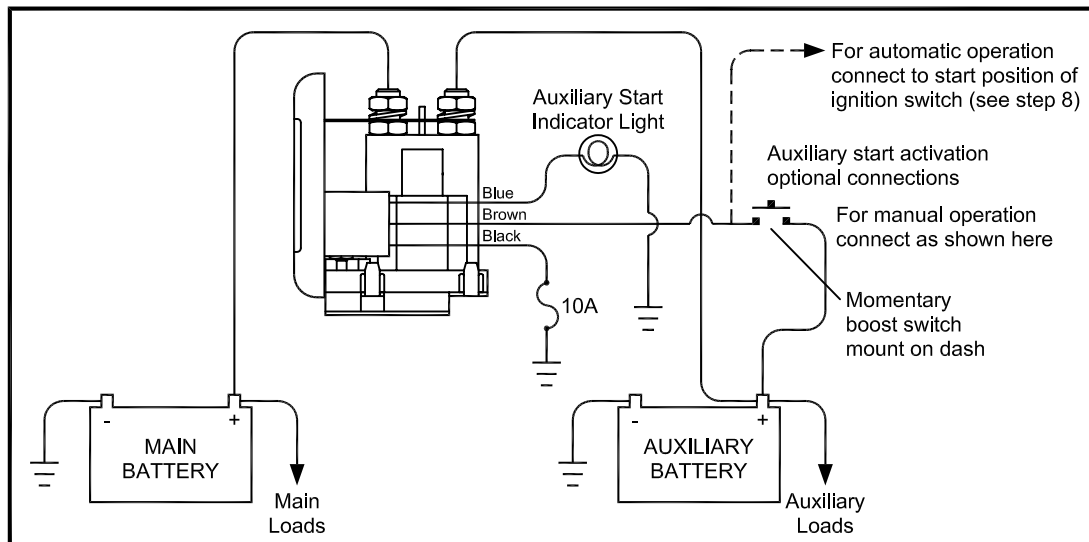 For automatic operation
connect to start position of
ignition switch (see step 8)
Auxiliary Start
Indicator Light
Auxiliary start activation
optional connections
Blue
Brown
Black
For manual operation
connect as shown here
10A
Momentary
boost switch
mount on dash
-
+
MAIN
BATTERY
-
+
AUXILIARY
BATTERY
Main
Loads
Auxiliary
Loads